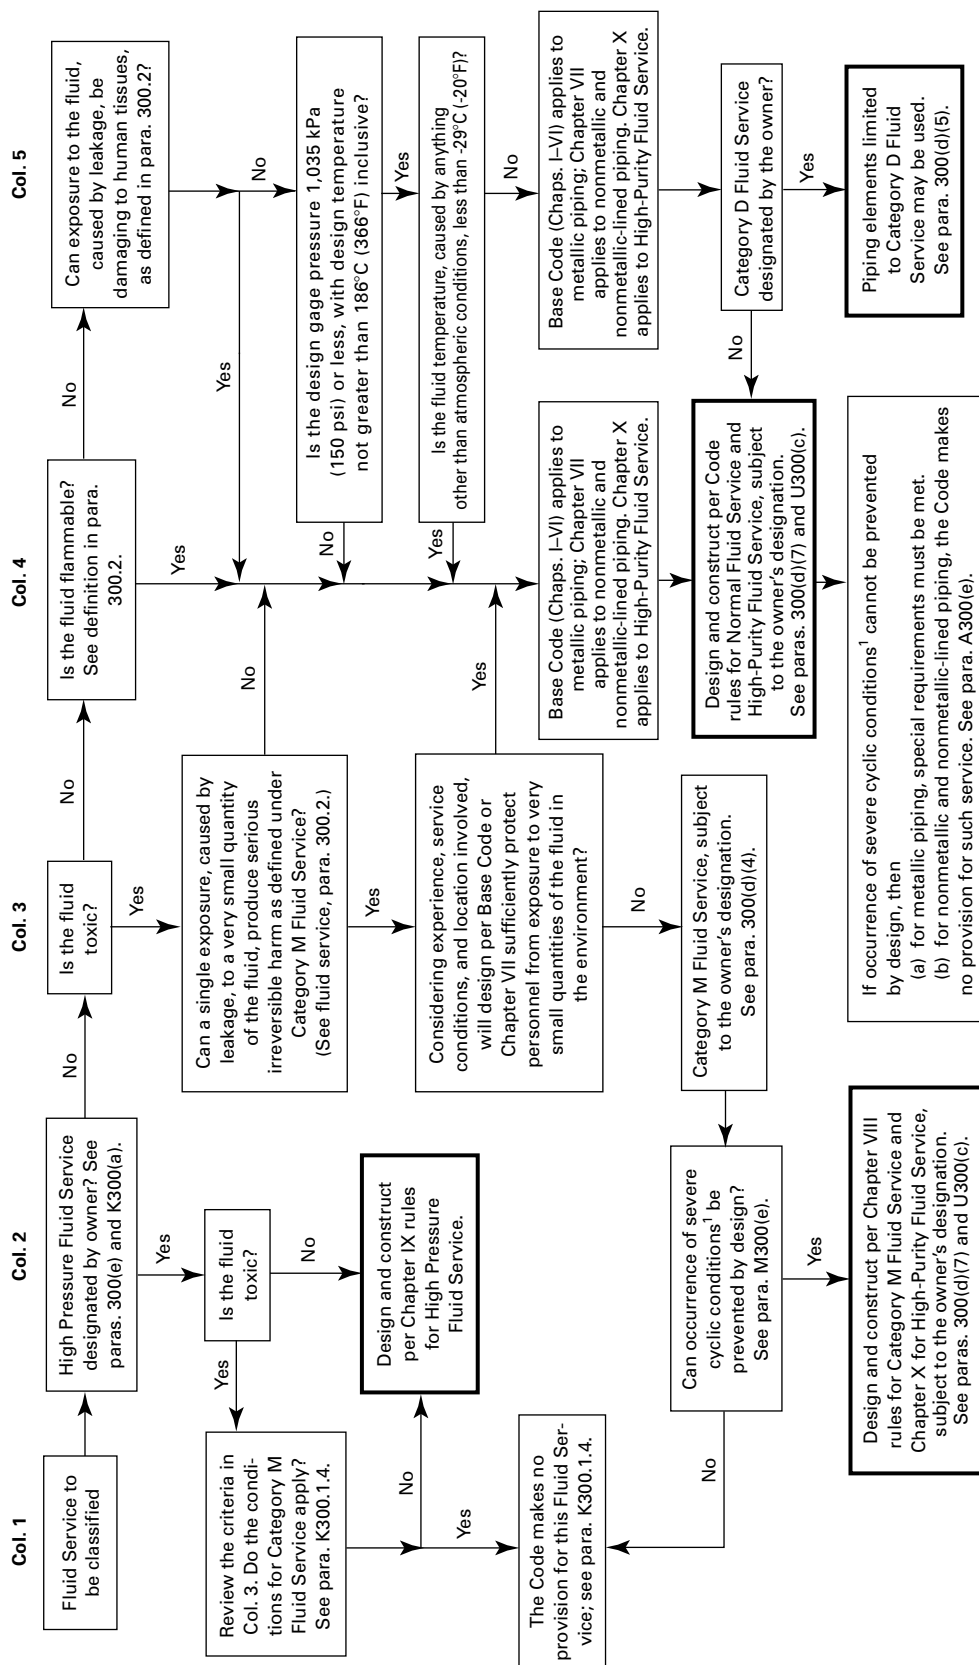 Col. 1
Fluid Service to
be classified
Review the criteria in
Col. 3. Do the condi-
tions for Category M
Fluid Service apply?
See para. K300.1.4.
No
Yes
The Code makes no
provision for this Fluid Ser-
vice; see para. K300.1.4.
Col. 2
High Pressure Fluid Service
designated by owner? See
paras. 300(e) and K300(a).
No
Yes
Is the fluid
toxic?
Yes
No
Design and construct
per Chapter IX rules
for High Pressure
Fluid Service.
Can occurrence of severe
cyclic conditions1 be
prevented by design?
See para. M300(e).
No
Yes
Design and construct per Chapter VIII
rules for Category M Fluid Service and
Chapter X for High-Purity Fluid Service,
subject to the owner's designation.
See paras. 300(d)(7) and U300(c).
Col. 3
Is the fluid
toxic?
No
Yes
Can a single exposure, caused by
leakage, to a very small quantity
of the fluid, produce serious
irreversible harm as defined under
Category M Fluid Service?
(See fluid service, para. 300.2.)
No
Yes
Considering experience, service
conditions, and location involved,
will design per Base Code or
Chapter VII sufficiently protect
personnel from exposure to very
small quantities of the fluid in
the environment?
Yes
No
Category M Fluid Service, subject
to the owner's designation.
See para. 300(d)(4).
Col. 4
Is the fluid flammable?
See definition in para.
300.2.
No
Yes
Base Code (Chaps. I–VI) applies to
metallic piping; Chapter VII
applies to nonmetallic and
nonmetallic-lined piping. Chapter X
applies to High-Purity Fluid Service.
Design and construct per Code
rules for Normal Fluid Service and
High-Purity Fluid Service, subject
to the owner's designation.
See paras. 300(d)(7) and U300(c).
If occurrence of severe cyclic conditions1 cannot be prevented
by design, then
(a) for metallic piping, special requirements must be met.
(b) for nonmetallic and nonmetallic-lined piping, the Code makes
no provision for such service. See para. A300(e).
Col. 5
Can exposure to the fluid,
caused by leakage, be
damaging to human tissues,
as defined in para. 300.2?
Yes
No
Is the design gage pressure 1,035 kPa
(150 psi) or less, with design temperature
not greater than 186°C (366°F) inclusive?
No
Yes
Is the fluid temperature, caused by anything
other than atmospheric conditions, less than -29°C (-20°F)?
Yes
No
Base Code (Chaps. I–VI) applies to
metallic piping; Chapter VII
applies to nonmetallic and
nonmetallic-lined piping. Chapter X
applies to High-Purity Fluid Service.
Category D Fluid Service
designated by the owner?
No
Yes
Piping elements limited
to Category D Fluid
Service may be used.
See para. 300(d)(5).